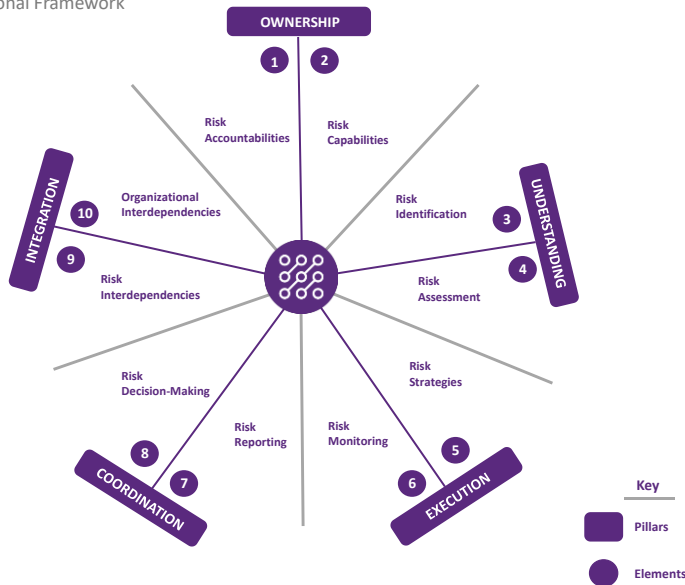 Framework
OWNERSHIP
1
2
Risk
Accountabilities
Risk
Capabilities
Organizational
Interdependencies
Risk
Identification
INTEGRATION
10
9
UNDERSTANDING
3
4
Risk
Interdependencies
Risk
Assessment
Risk
Decision-Making
Risk
Strategies
Risk
Reporting
Risk
Monitoring
8
7
COORDINATION
5
6
EXECUTION
Key
Pillars
Elements